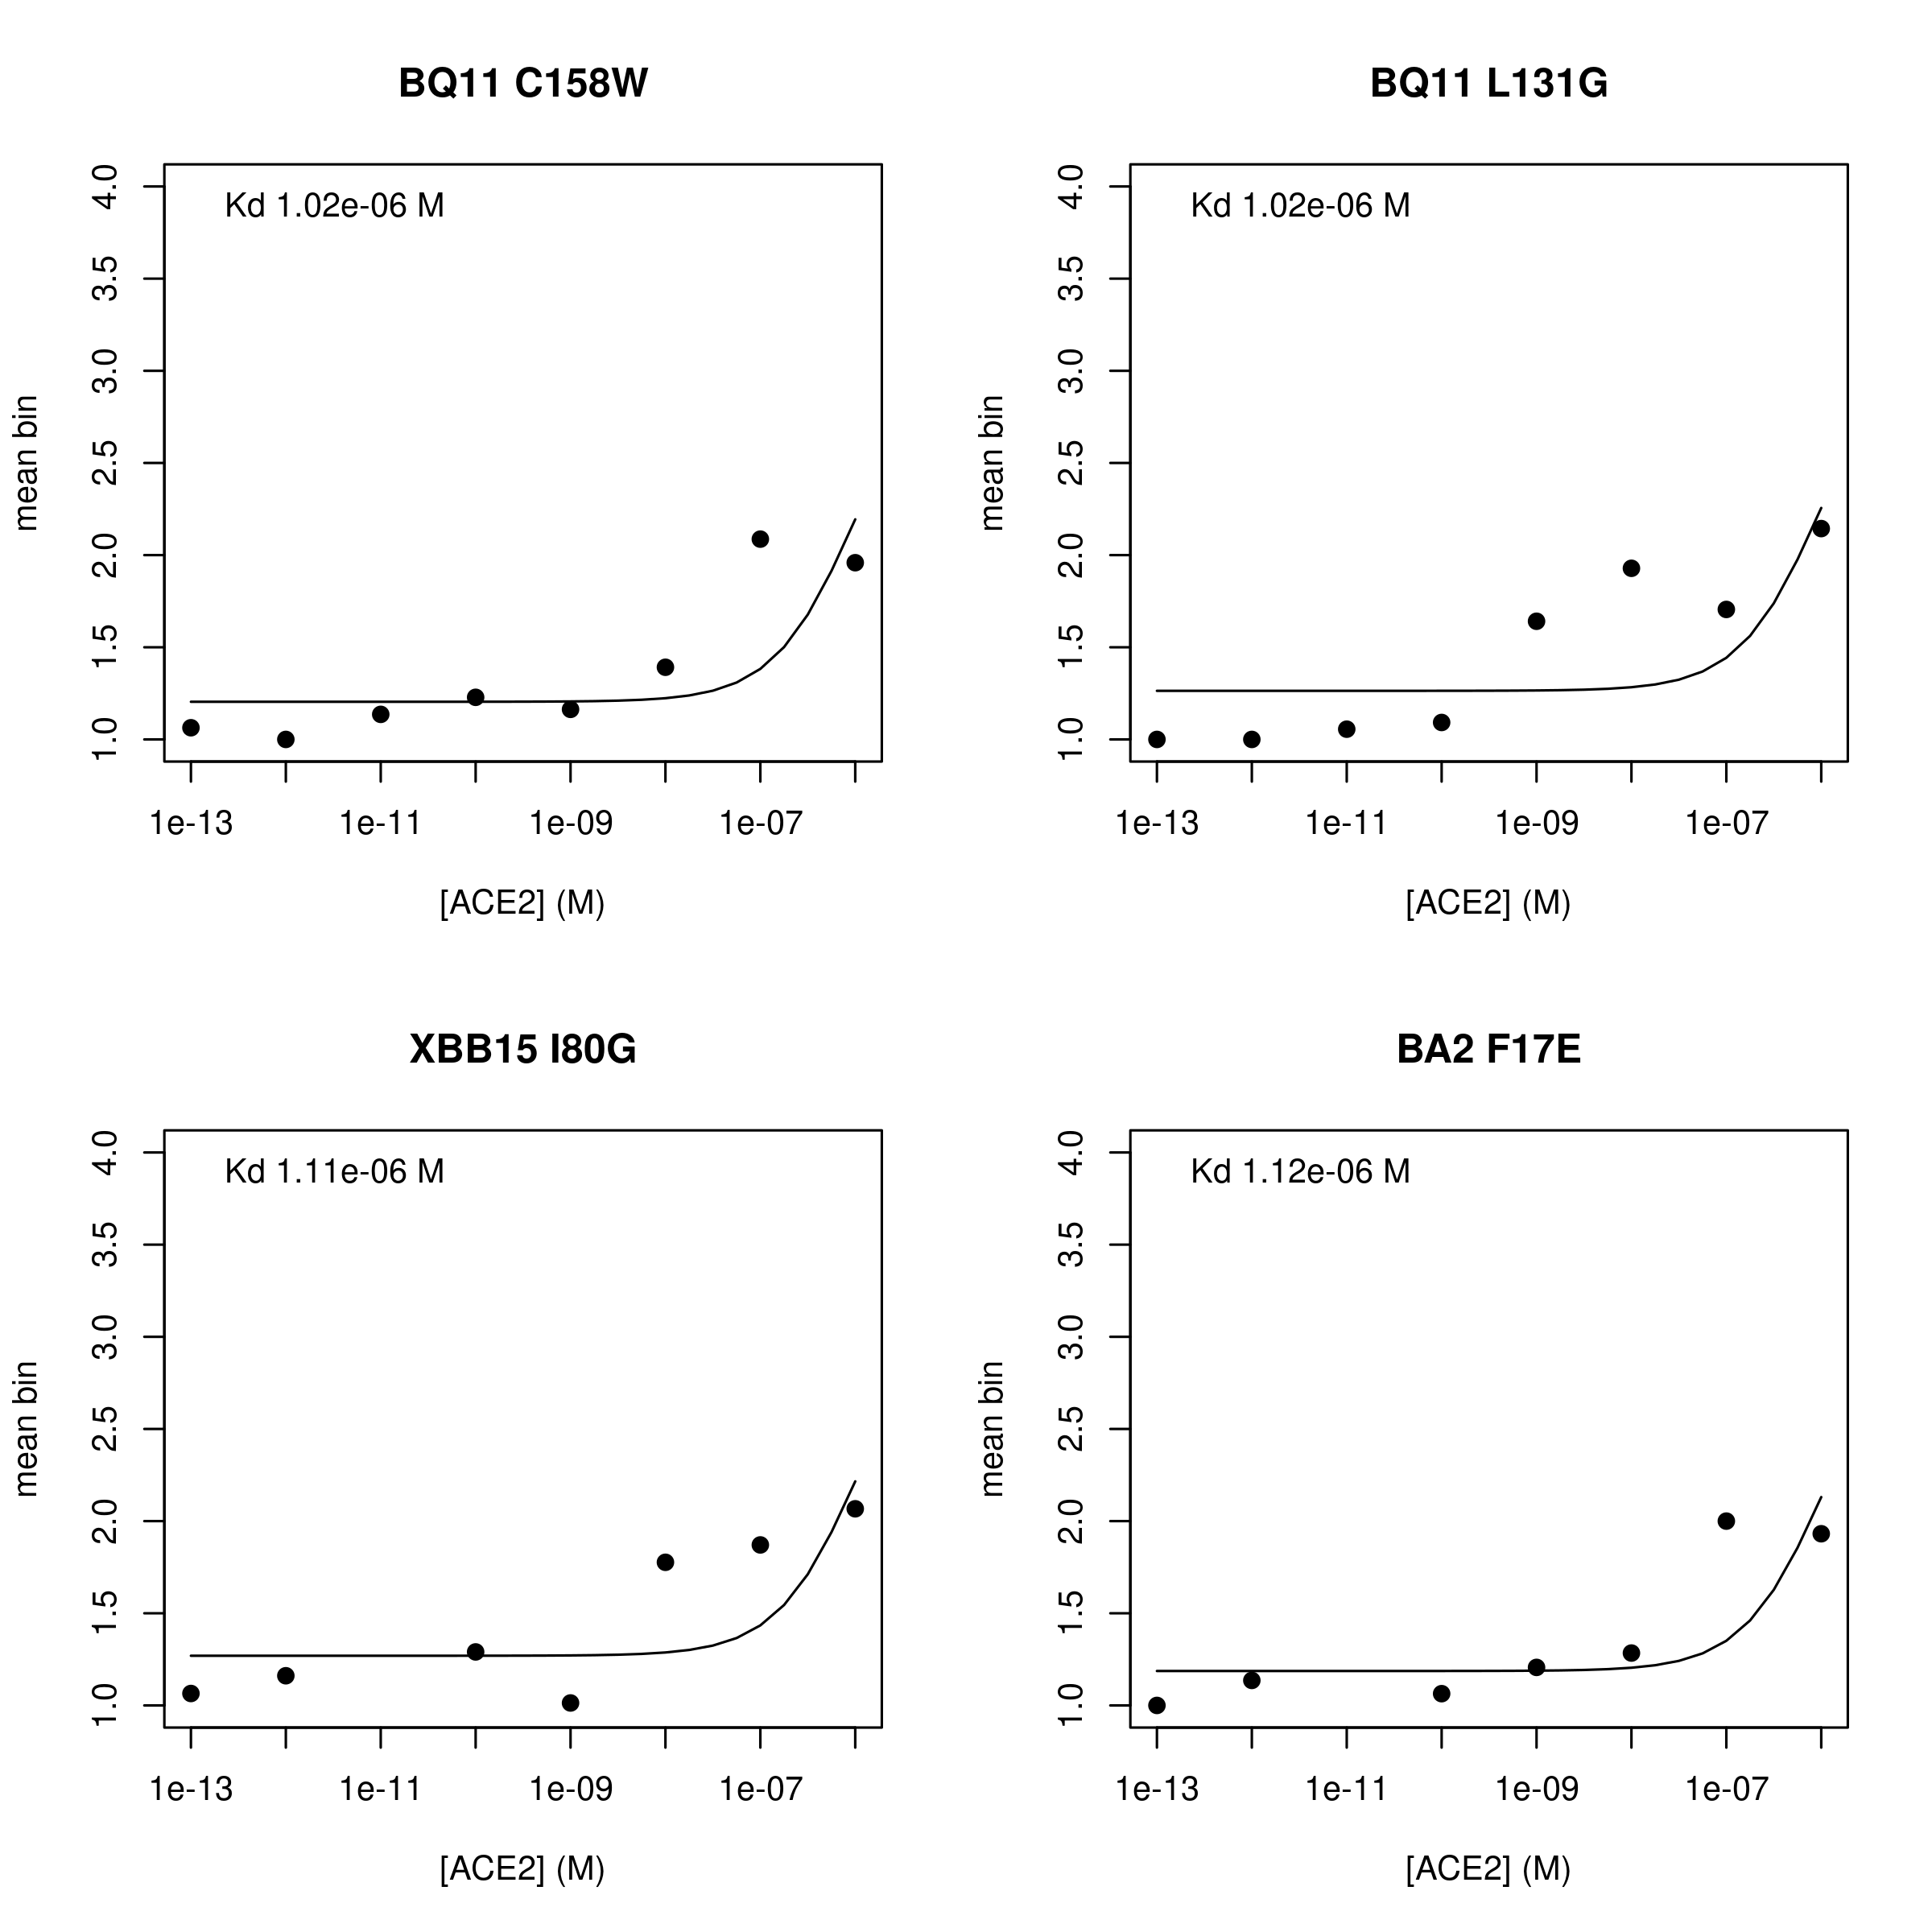 BQ11 C158W
Kd 1.02e-06 M
mean bin
4.0
3.5
3.0
2.5
2.0
1.5
1.0
1e-13 1e-11 1e-09 1e-07
[ACE2] (M)
BQ11 L131G
Kd 1.02e-06 M
mean bin
4.0
3.5
3.0
2.5
2.0
1.5
1.0
1e-13 1e-11 1e-09 1e-07
[ACE2] (M)
XBB15 I80G
Kd 1.11e-06 M
mean bin
4.0
3.5
3.0
2.5
2.0
1.5
1.0
1e-13 1e-11 1e-09 1e-07
[ACE2] (M)
BA2 F17E
Kd 1.12e-06 M
mean bin
4.0
3.5
3.0
2.5
2.0
1.5
1.0
1e-13 1e-11 1e-09 1e-07
[ACE2] (M)